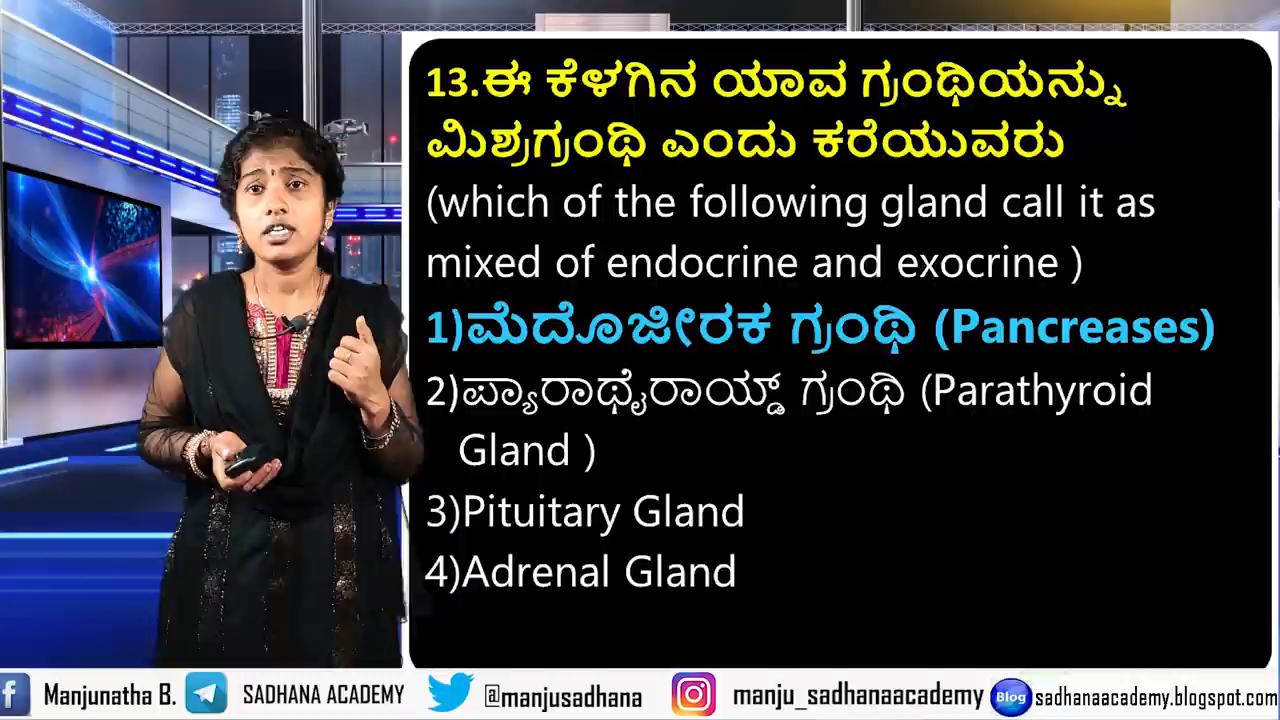 13.ಈ ಕೆಳಗಿನ ಯಾವ ಗ್ರಂಥಿಯನ್ನು
ಮಿಶ್ರಗ್ರಂಥಿ ಎಂದು ಕರೆಯುವರು
(which of the following gland call it as
mixed of endocrine and exocrine )
1)ಮೆದೊಜೀರಕ ಗ್ರಂಥಿ (Pancreases)
2)ಪ್ಯಾರಾಥೈರಾಯ್ಡ್ ಗ್ರಂಥಿ (Parathyroid
Gland )
3)Pituitary Gland
4)Adrenal Gland
Manjunatha B. SADHANA ACADEMY @manjusadhana manju_sadhanaacademy Blog sadhanaacademy.blogspot.com